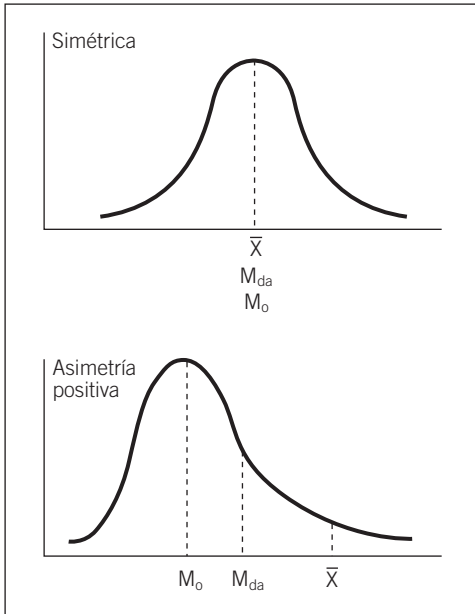 Simétrica
X̅
Mda
Mo
Asimetría
positiva
Mo Mda X̅